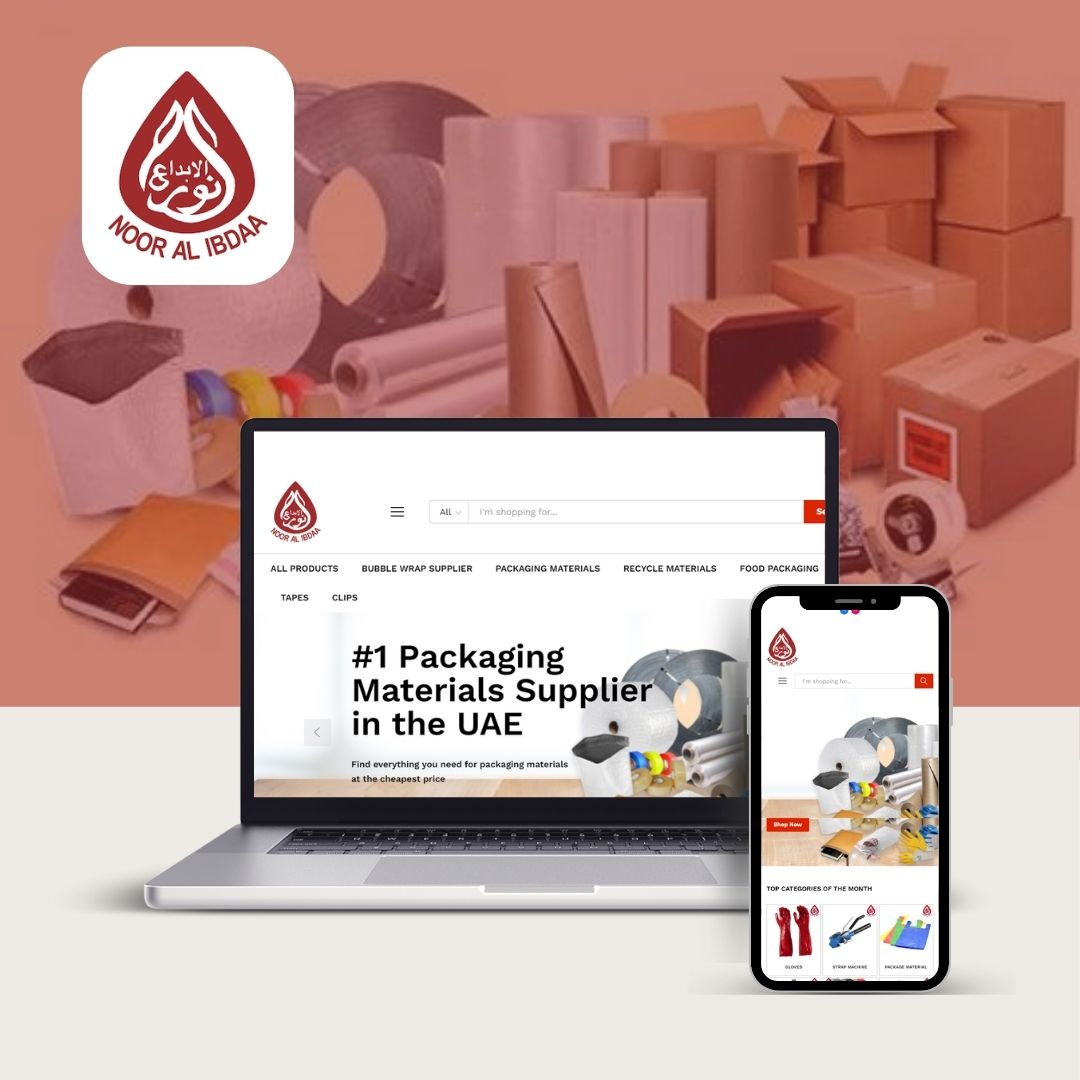 الابداع
نور
NOOR AL IBDAA
الابداع
نور
NOOR AL IBDAA
All
I'm shopping for...
Se
ALL PRODUCTS BUBBLE WRAP SUPPLIER PACKAGING MATERIALS RECYCLE MATERIALS FOOD PACKAGING
TAPES CLIPS
#1 Packaging
Materials Supplier
in the UAE
Find everything you need for packaging materials
at the cheapest price
الابداع
نور
NOOR AL IBDAA
I'm shopping for...
Shop Now
TOP CATEGORIES OF THE MONTH
GLOVES STRAP MACHINE PACKAGE MATERIAL